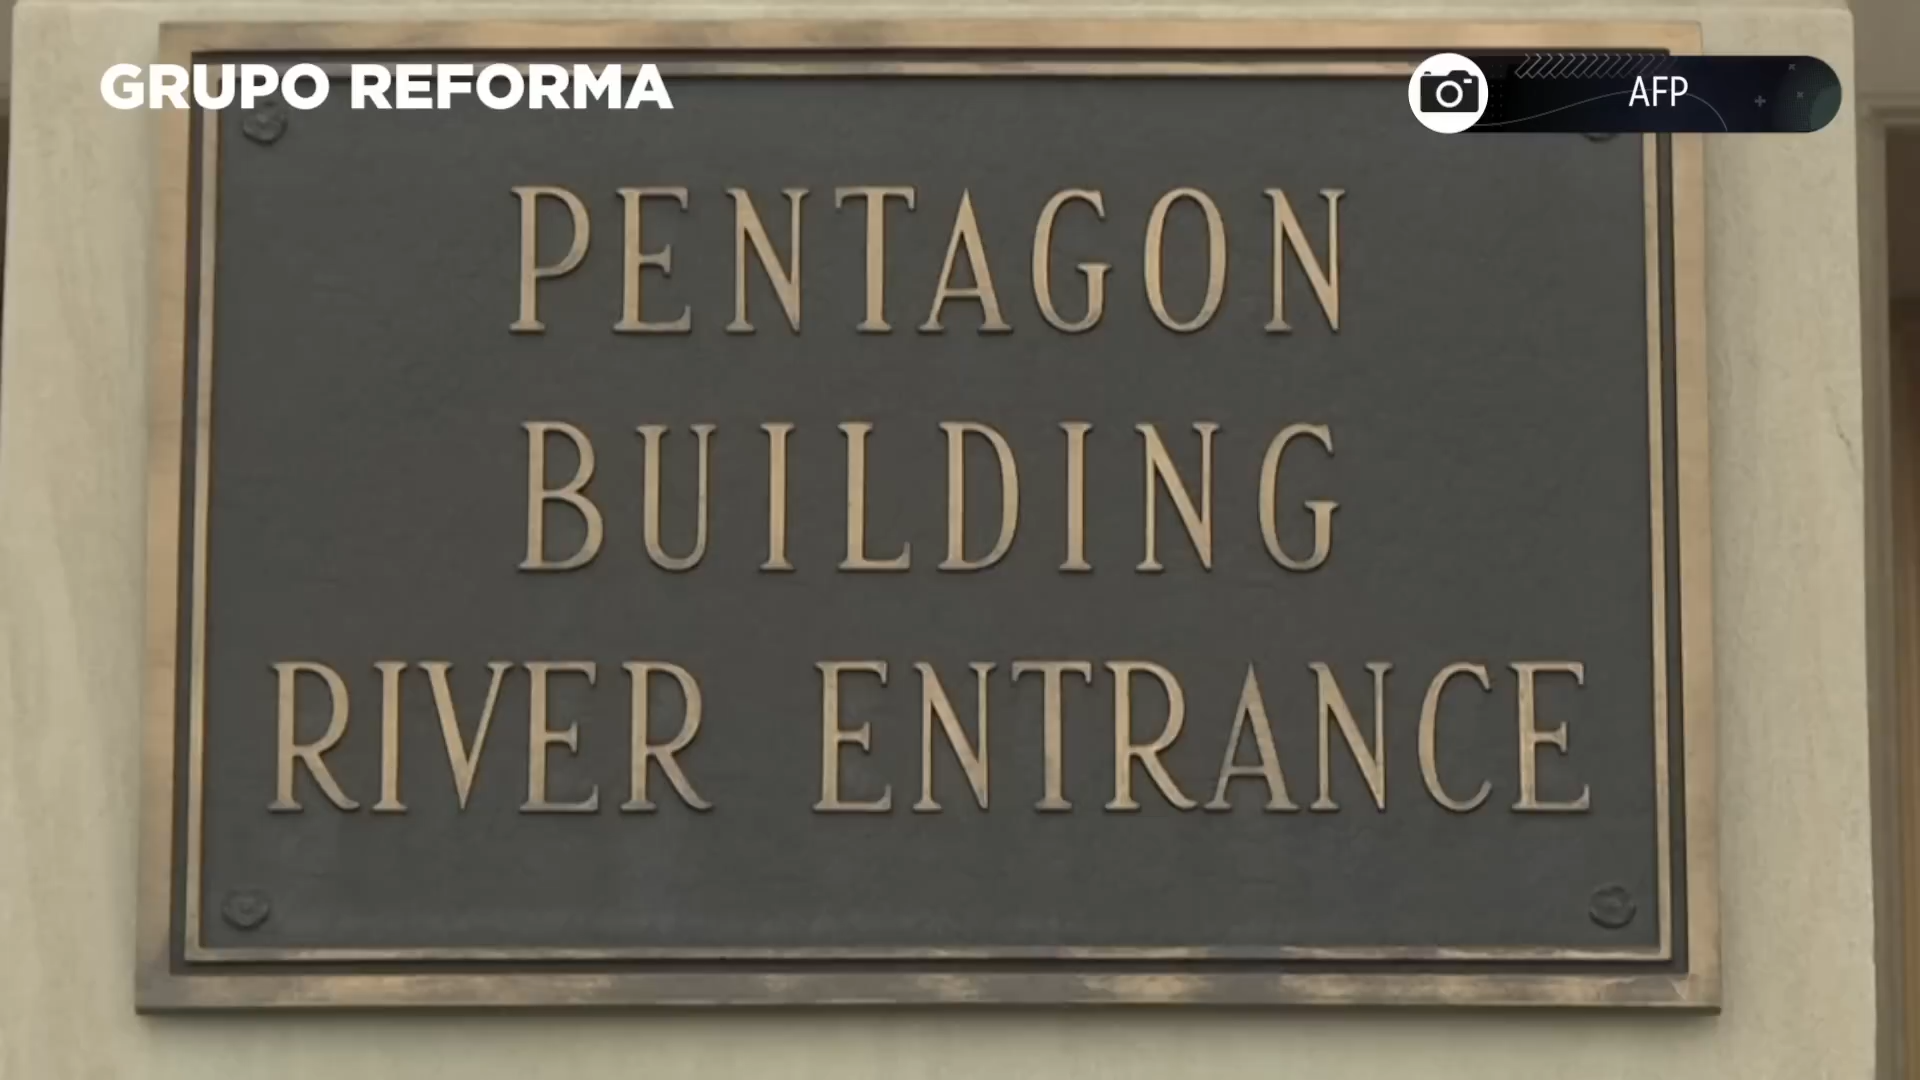 GRUPO REFORMA
AFP
PENTAGON
BUILDING
RIVER ENTRANCE